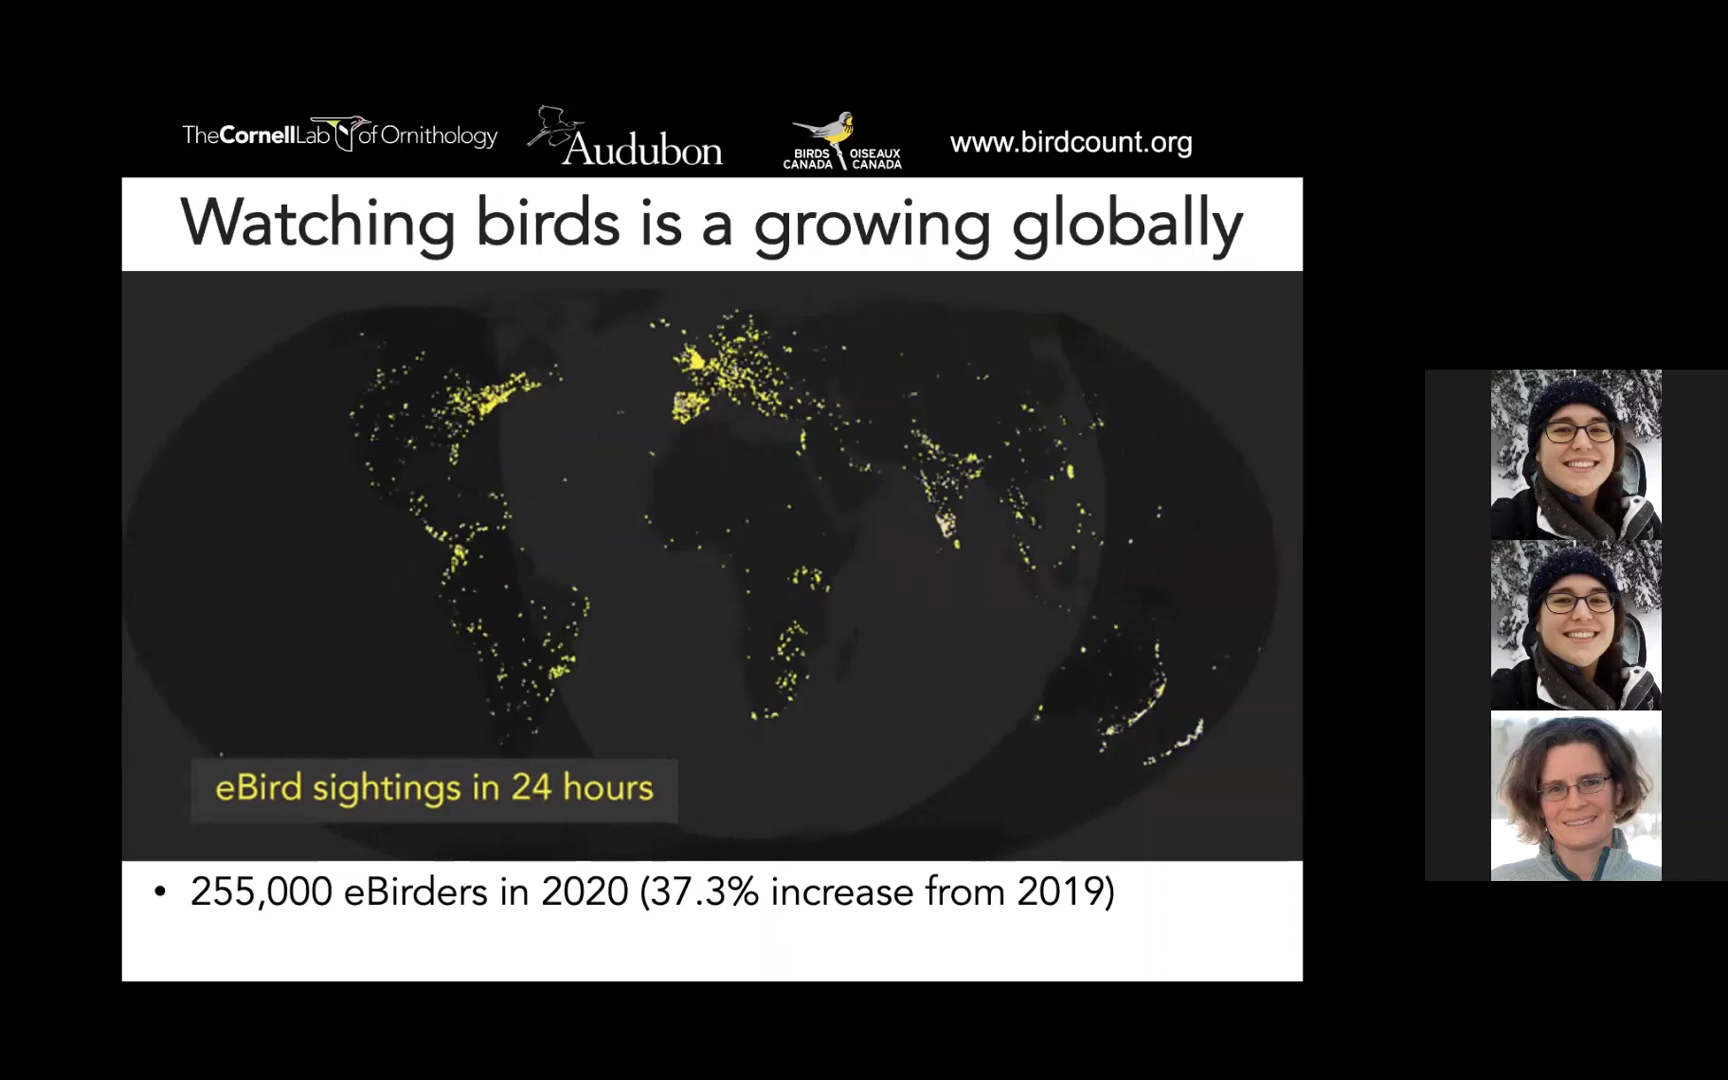 TheCornellLab of Ornithology
Audubon
BIRDS CANADA
OISEAUX CANADA
www.birdcount.org
Watching birds is a growing globally
eBird sightings in 24 hours
• 255,000 eBirders in 2020 (37.3% increase from 2019)